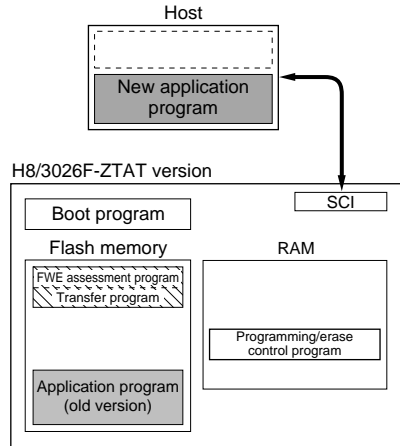 Host
New application
program
H8/3026F-ZTAT version
SCI
Boot program
Flash memory
RAM
FWE assessment program
Transfer program
Programming/erase
control program
Application program
(old version)